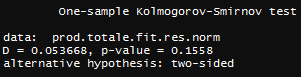 One-sample Kolmogorov-Smirnov test
data:  prod.totale.fit.res.norm
D = 0.053668, p-value = 0.1558
alternative hypothesis: two-sided